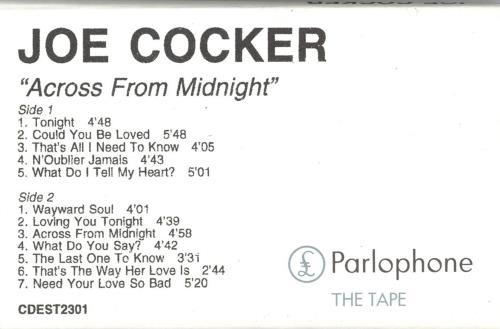 JOE COCKER
JOE COCKER
“Across From Midnight”
Side 1
1. Tonight 4'48
2. Could You Be Loved 5'48
3. That's All I Need To Know 4'05
4. N'Oublier Jamais 4'43
5. What Do I Tell My Heart? 5'01
Side 2
1. Wayward Soul 4'01
2. Loving You Tonight 4'39
3. Across From Midnight 4'58
4. What Do You Say? 4'42
5. The Last One To Know 3'31
6. That's The Way Her Love Is 2'44
7. Need Your Love So Bad 5'20
£ Parlophone
THE TAPE
CDEST2301